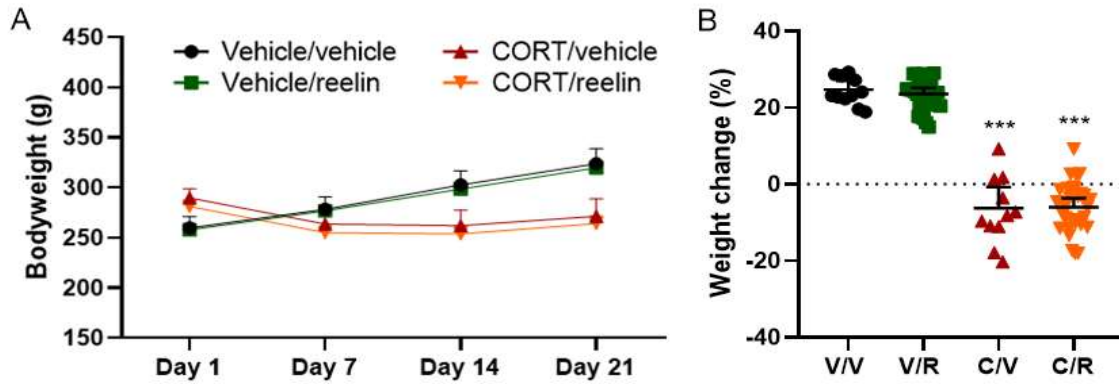 A
Bodyweight (g)
450
400
350
300
250
200
150
Vehicle/vehicle
Vehicle/reelin
CORT/vehicle
CORT/reelin
Day 1 Day 7 Day 14 Day 21
B
Weight change (%)
40
20
0
-20
-40
*** ***
V/V V/R C/V C/R